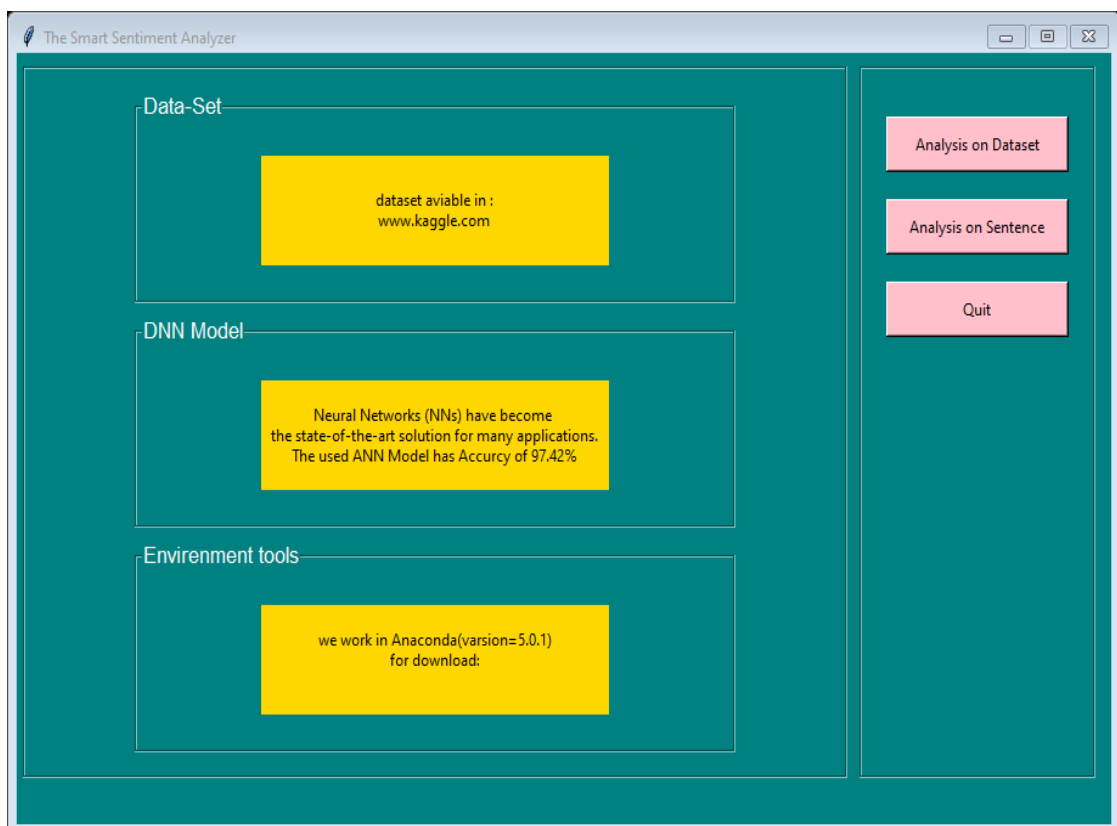 The Smart Sentiment Analyzer
Data-Set
dataset aviable in :
www.kaggle.com
DNN Model
Neural Networks (NNs) have become
the state-of-the-art solution for many applications.
The used ANN Model has Accurcy of 97.42%
Envirenment tools
we work in Anaconda(varsion=5.0.1)
for download:
Analysis on Dataset
Analysis on Sentence
Quit